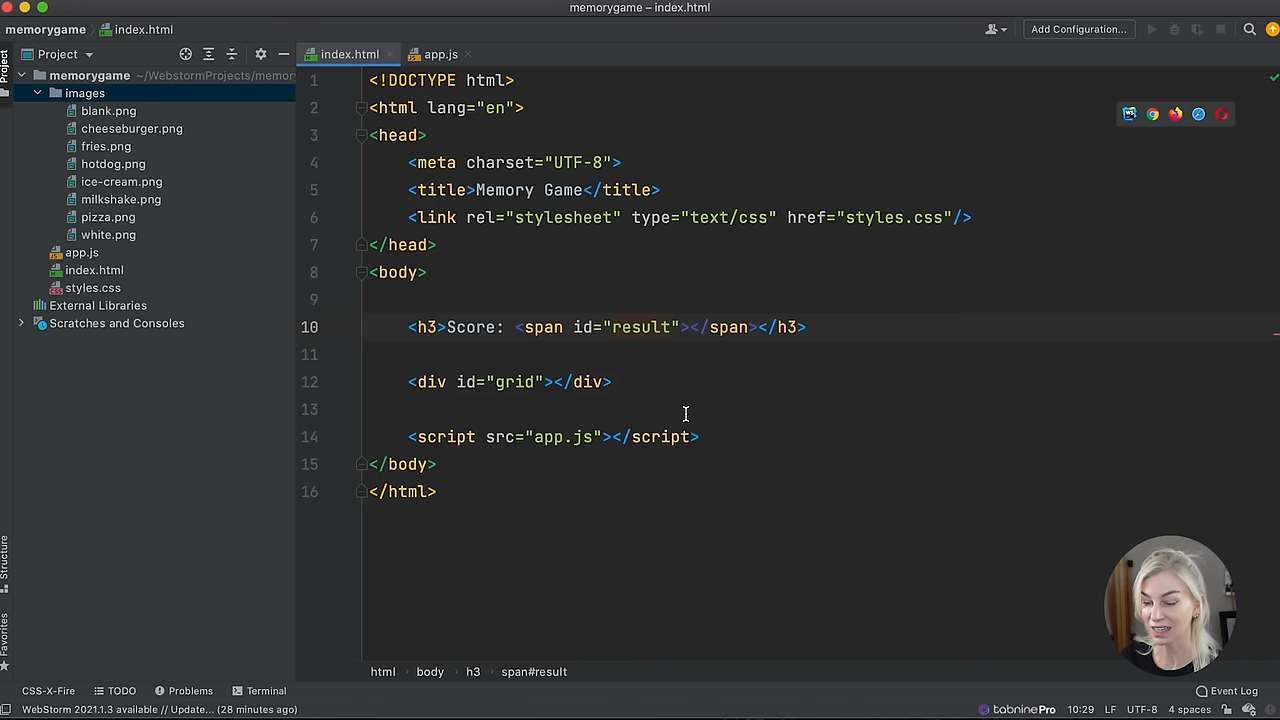 memorygame – index.html
memorygame index.html
Add Configuration...
Project
index.html
app.js
Project
memorygame ~/WebstormProjects/memor
images
blank.png
cheeseburger.png
fries.png
hotdog.png
ice-cream.png
milkshake.png
pizza.png
white.png
app.js
index.html
styles.css
External Libraries
Scratches and Consoles
1 <!DOCTYPE html>
2 <html lang="en">
3 <head>
4 <meta charset="UTF-8">
5 <title>Memory Game</title>
6 <link rel="stylesheet" type="text/css" href="styles.css"/>
7 </head>
8 <body>
9
10 <h3>Score: <span id="result"></span></h3>
11
12 <div id="grid"></div>
13
14 <script src="app.js"></script>
15 </body>
16 </html>
Structure
Favorites
html body h3 span#result
CSS-X-Fire TODO Problems Terminal Event Log
WebStorm 2021.1.3 available // Update... (28 minutes ago) tabninePro 10:29 LF UTF-8 4 spaces